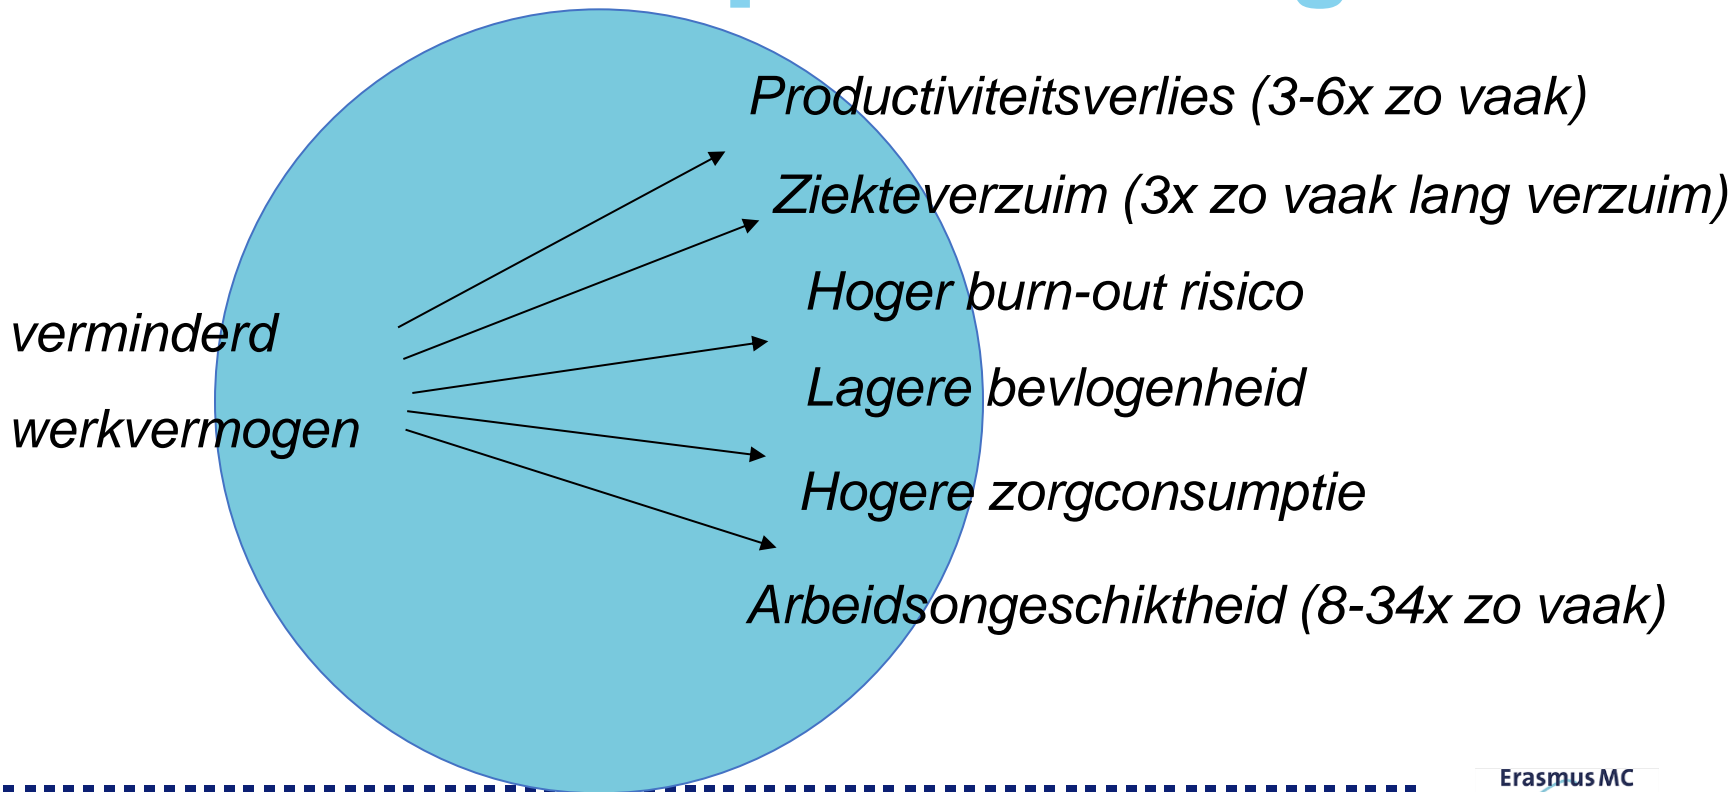 Productiviteitsverlies (3-6x zo vaak)
Ziekteverzuim (3x zo vaak lang verzuim)
Hoger burn-out risico
verminderd
Lagere bevlogenheid
werkvermogen
Hogere zorgconsumptie
Arbeidsongeschiktheid (8-34x zo vaak)
Erasmus MC